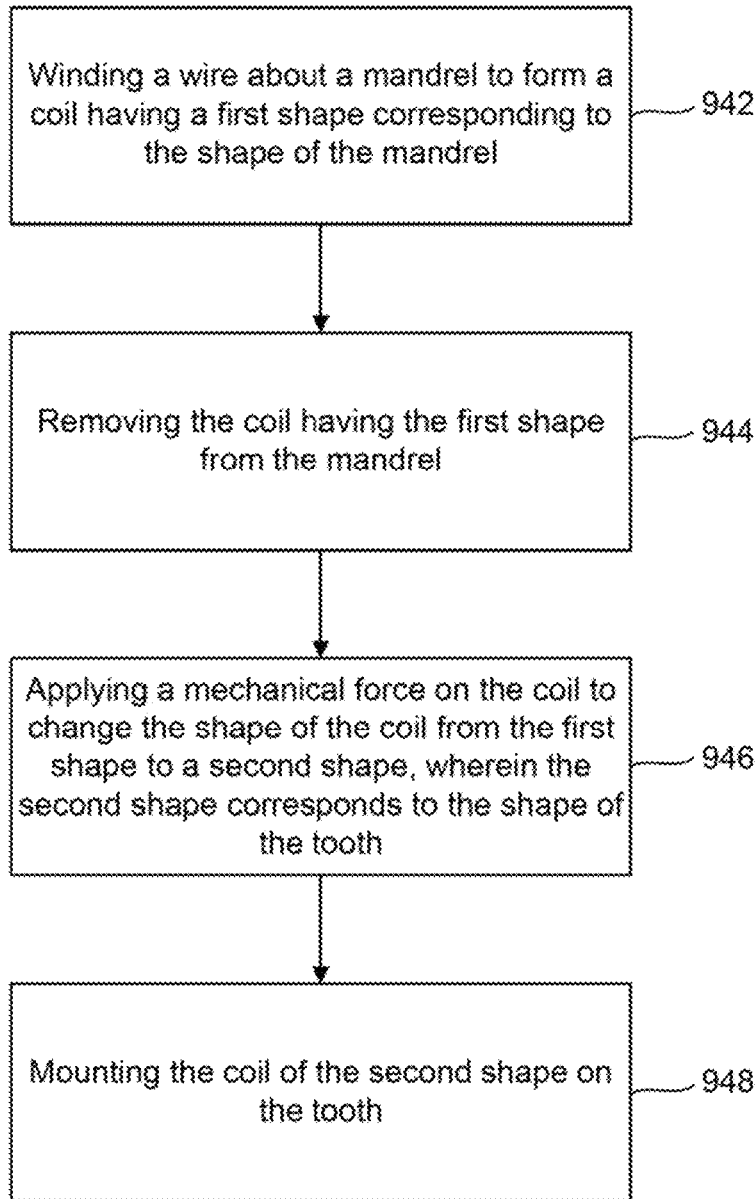 Winding a wire about a mandrel to form a
coil having a first shape corresponding to
the shape of the mandrel
942
Removing the coil having the first shape
from the mandrel
944
Applying a mechanical force on the coil to
change the shape of the coil from the first
shape to a second shape, wherein the
second shape corresponds to the shape of
the tooth
946
Mounting the coil of the second shape on
the tooth
948